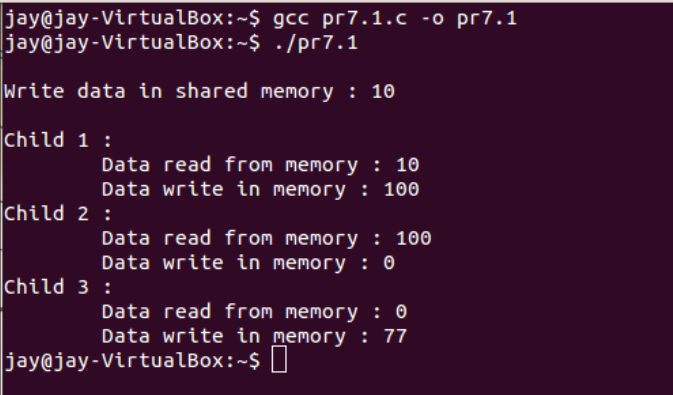 jay@jay-VirtualBox:~$ gcc pr7.1.c -o pr7.1
jay@jay-VirtualBox:~$ ./pr7.1
Write data in shared memory : 10
Child 1 :
Data read from memory : 10
Data write in memory : 100
Child 2 :
Data read from memory : 100
Data write in memory : 0
Child 3 :
Data read from memory : 0
Data write in memory : 77
jay@jay-VirtualBox:~$